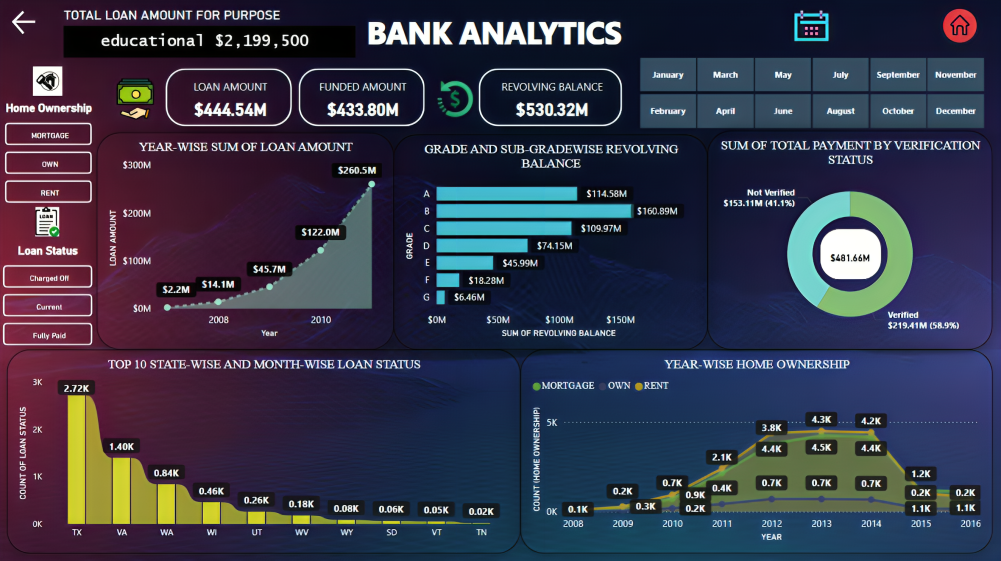 TOTAL LOAN AMOUNT FOR PURPOSE
educational $2,199,500
BANK ANALYTICS
Home Ownership
MORTGAGE
OWN
RENT
LOAN
Loan Status
Charged Off
Current
Fully Paid
LOAN AMOUNT
$444.54M
FUNDED AMOUNT
$433.80M
REVOLVING BALANCE
$530.32M
January March May July September November
February April June August October December
YEAR-WISE SUM OF LOAN AMOUNT
$300M
$200M
$100M
$0M
LOAN AMOUNT
$2.2M
$14.1M
$45.7M
$122.0M
$260.5M
2008 2010
Year
GRADE AND SUB-GRADEWISE REVOLVING
BALANCE
GRADE
A $114.58M
B $160.89M
C $109.97M
D $74.15M
E $45.99M
F $18.28M
G $6.46M
$0M $50M $100M $150M
SUM OF REVOLVING BALANCE
SUM OF TOTAL PAYMENT BY VERIFICATION
STATUS
Not Verified
$153.11M (41.1%)
$481.66M
Verified
$219.41M (58.9%)
TOP 10 STATE-WISE AND MONTH-WISE LOAN STATUS
COUNT OF LOAN STATUS
3K
2K
1K
0K
2.72K
1.40K
0.84K
0.46K
0.26K
0.18K
0.08K
0.06K
0.05K
0.02K
TX VA WA WI UT WV WY SD VT TN
YEAR-WISE HOME OWNERSHIP
MORTGAGE OWN RENT
COUNT (HOME OWNERSHIP)
5K
0K
0.1K
0.2K
0.3K
0.7K
0.9K
0.2K
2.1K
0.4K
3.8K
4.4K
0.7K
4.3K
4.5K
0.7K
4.2K
4.4K
0.7K
1.2K
0.2K
1.1K
0.2K
1.1K
2008 2009 2010 2011 2012 2013 2014 2015 2016
YEAR